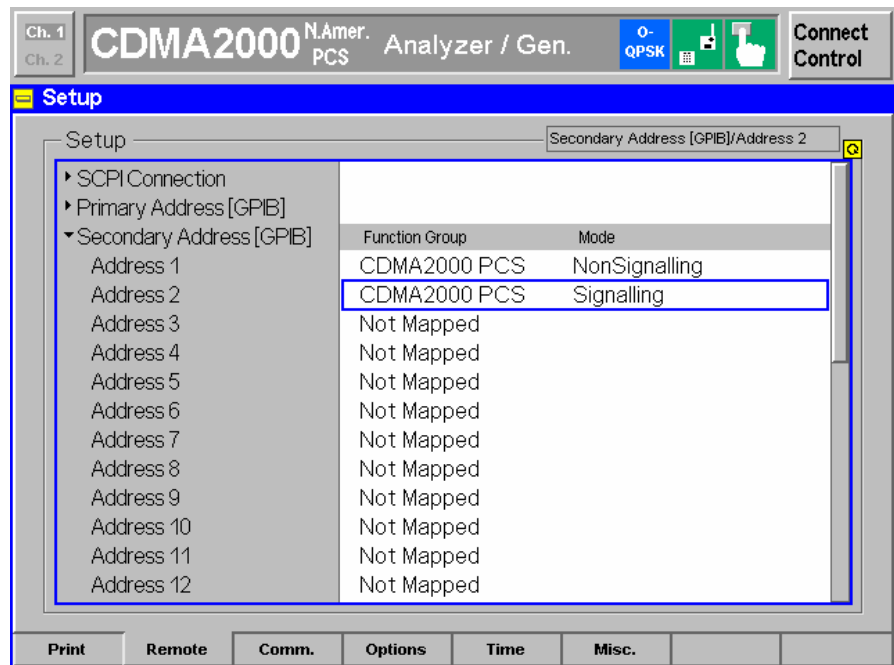 Ch. 1
Ch. 2
CDMA2000 N.Amer. PCS Analyzer / Gen.
O-QPSK
Connect Control
Setup
Setup
Secondary Address [GPIB]/Address 2
SCPI Connection
Primary Address [GPIB]
Secondary Address [GPIB] Function Group Mode
Address 1 CDMA2000 PCS NonSignalling
Address 2 CDMA2000 PCS Signalling
Address 3 Not Mapped
Address 4 Not Mapped
Address 5 Not Mapped
Address 6 Not Mapped
Address 7 Not Mapped
Address 8 Not Mapped
Address 9 Not Mapped
Address 10 Not Mapped
Address 11 Not Mapped
Address 12 Not Mapped
Print Remote Comm. Options Time Misc.